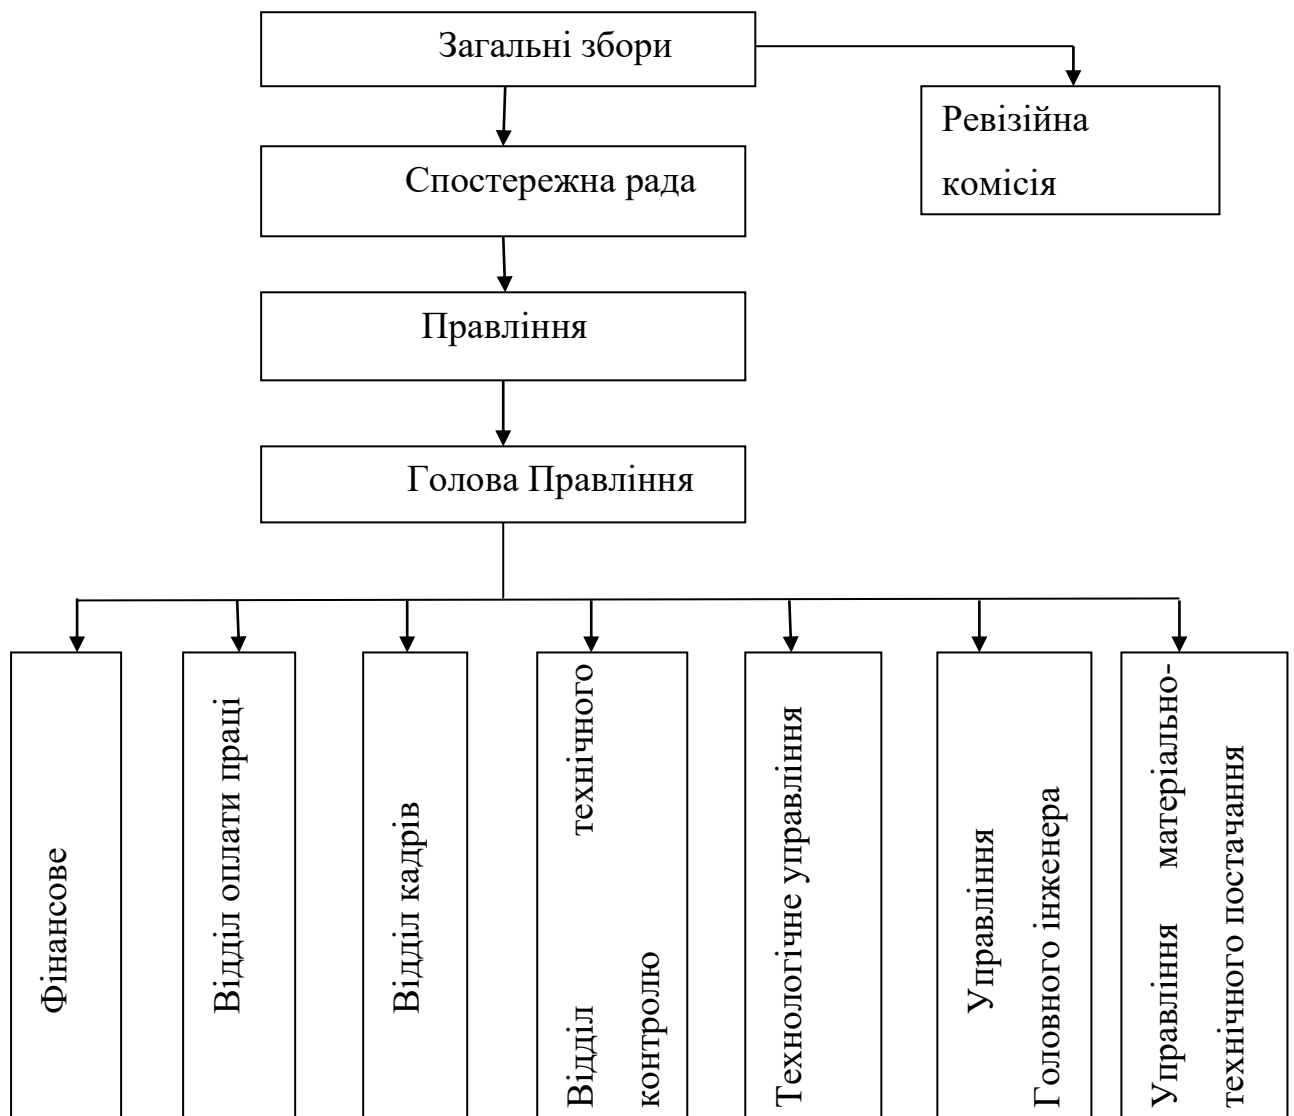 Загальні збори
Ревізійна
комісія
Спостережна рада
Правління
Голова Правління
Фінансове
Відділ оплати праці
Відділ кадрів
Відділ технічного
контролю
Технологічне управління
Управління
Головного інженера
Управління матеріально-
технічного постачання